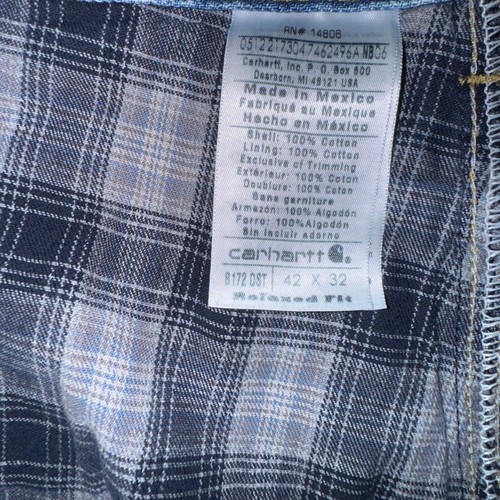 RN# 14806
05122173047462496A NB06
Carhartt, Inc. P. O. Box 600
Dearborn, MI 48121-USA
Made in Mexico
Fabriqué au Mexique
Hecho en México
Shell: 100% Cotton
Lining: 100% Cotton
Exclusive of Trimming
Extérieur: 100% Coton
Doublure: 100% Coton
Sans garniture
Armazón: 100% Algodón
Forro: 100%Algodón
Sin incluir adorno
carhartt
B172 DST 42 X 32
Relaxed Fit